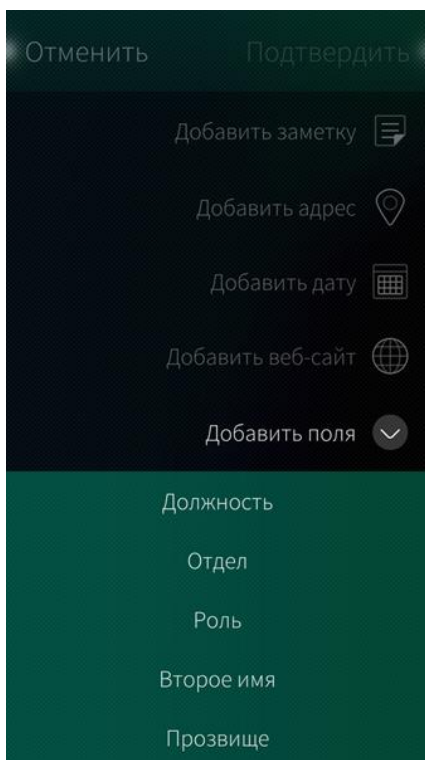 Отменить Подтвердить
Добавить заметку
Добавить адрес
Добавить дату
Добавить веб-сайт
Добавить поля
Должность
Отдел
Роль
Второе имя
Прозвище